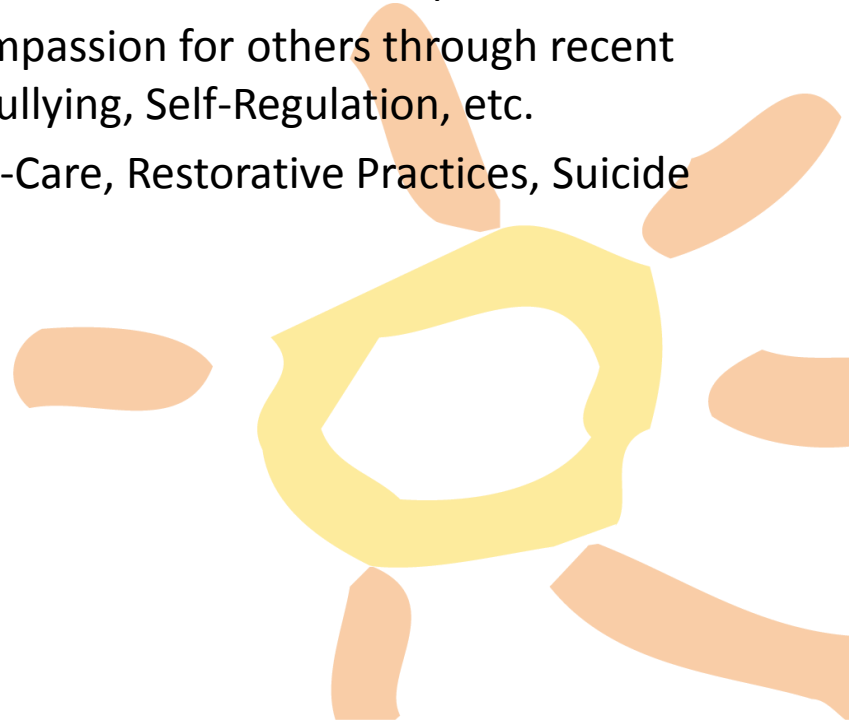 mpassion for others through recent
ullying, Self-Regulation, etc.
-Care, Restorative Practices, Suicide